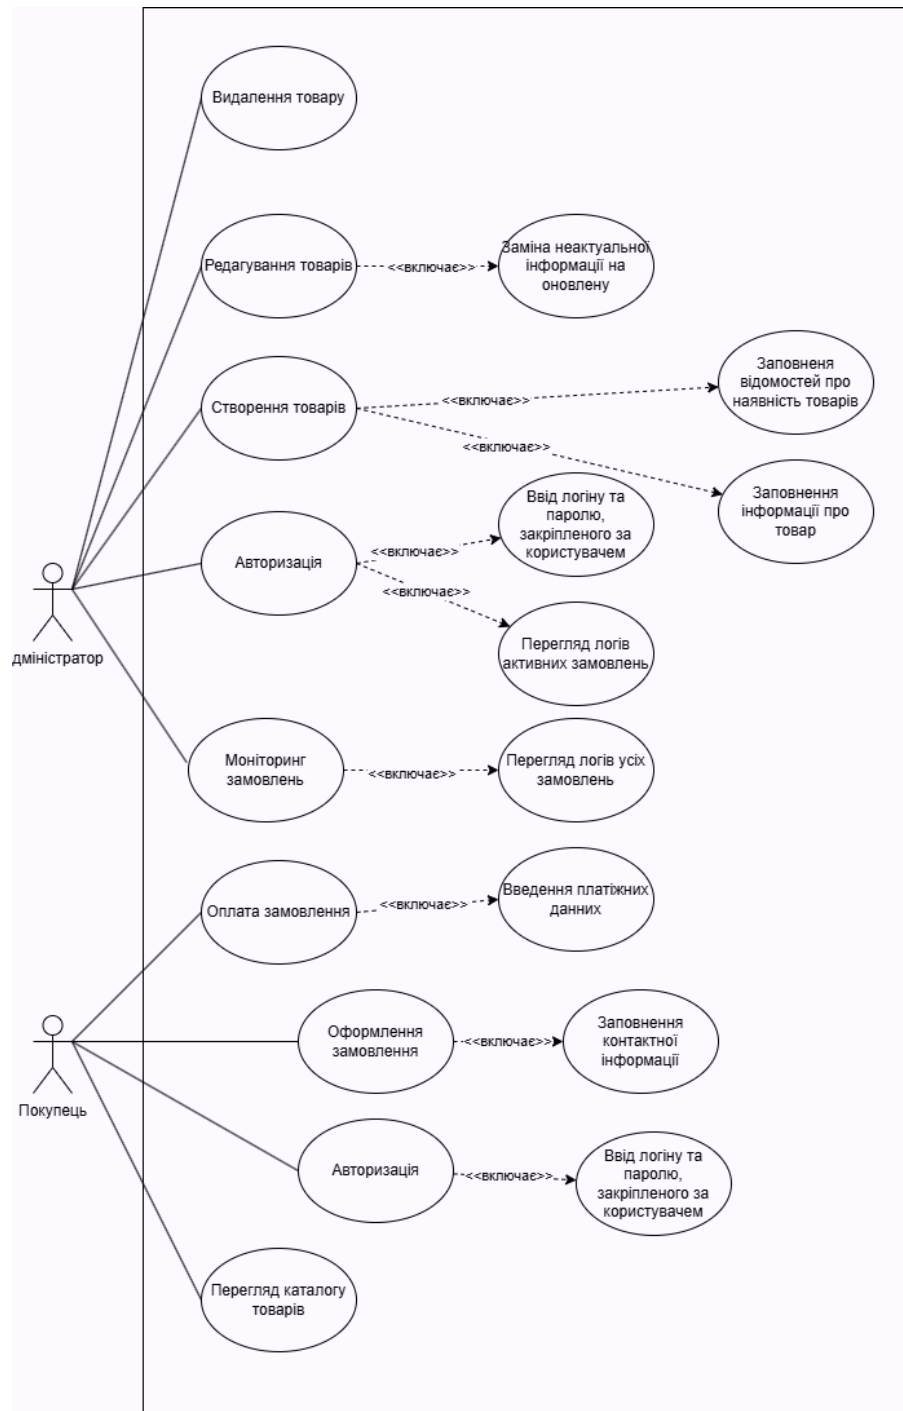 Видалення товару
Редагування товарів
<<включає>>
Заміна неактуальної
інформації на
оновлену
Створення товарів
<<включає>>
Заповненя
відомостей про
наявність товарів
<<включає>>
Заповнення
інформації про
товар
Авторизація
<<включає>>
Ввід логіну та
паролю,
закріпленого за
користувачем
<<включає>>
Перегляд логів
активних замовлень
дміністратор
Моніторинг
замовлень
<<включає>>
Перегляд логів усіх
замовлень
Оплата замовлення
<<включає>>
Введення платіжних
данних
Покупець
Оформлення
замовлення
<<включає>>
Заповнення
контактної
інформації
Авторизація
<<включає>>
Ввід логіну та
паролю,
закріпленого за
користувачем
Перегляд каталогу
товарів